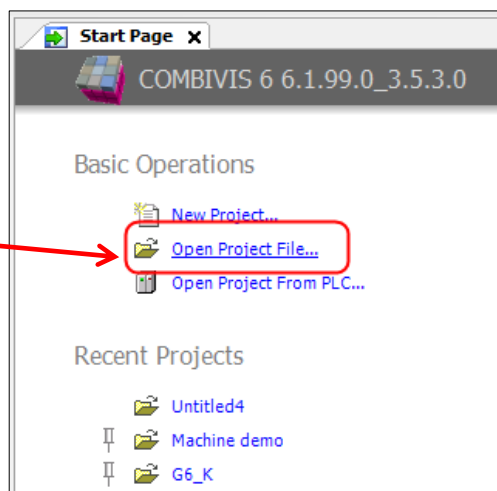 Start Page
COMBIVIS 6 6.1.99.0_3.5.3.0
Basic Operations
New Project...
Open Project File...
Open Project From PLC...
Recent Projects
Untitled4
Machine demo
G6_K